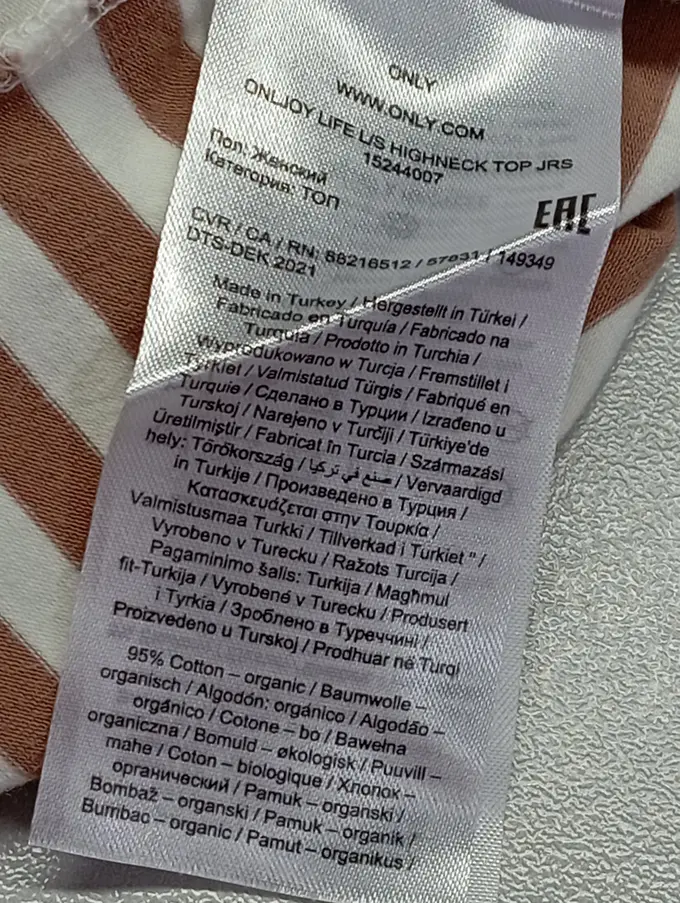 ONLY
WWW.ONLY.COM
ONLJOY LIFE L/S HIGHNECK TOP JRS
15244007
Пол: Женский
Категория: ТОП
EAC
CVR / CA / RN: 88216512 / 57031 / 149349
DTS-DEK 2021
Made in Turkey / Hergestellt in Türkei /
Fabricado en Turquía / Fabricado na
Turquia / Prodotto in Turchia /
Wyprodukowano w Turcja / Fremstillet i
Tyrkiet / Valmistatud Türgis / Fabriqué en
Turquie / Сделано в Турции / Izrađeno u
Turskoj / Narejeno v Turčiji / Türkiye'de
Üretilmiştir / Fabricat în Turcia / Származási
hely: Törökország / صنع في تركيا / Vervaardigd
in Turkije / Произведено в Турция /
Κατασκευάζεται στην Τουρκία /
Valmistusmaa Turkki / Tillverkad i Turkiet " /
Vyrobeno v Turecku / Ražots Turcija /
Pagaminimo šalis: Turkija / Magħmul
fit-Turkija / Vyrobené v Turecku / Produsert
i Tyrkia / Зроблено в Туреччині /
Proizvedeno u Turskoj / Prodhuar në Turqi
95% Cotton – organic / Baumwolle –
organisch / Algodón: orgánico / Algodão –
orgánico / Cotone – bo / Bawełna
organiczna / Bomuld – økologisk / Puuvill –
mahe / Coton – biologique / Хлопок –
органический / Pamuk – organski /
Bombaž – organski / Pamuk – organik /
Bumbac – organic / Pamut – organikus /